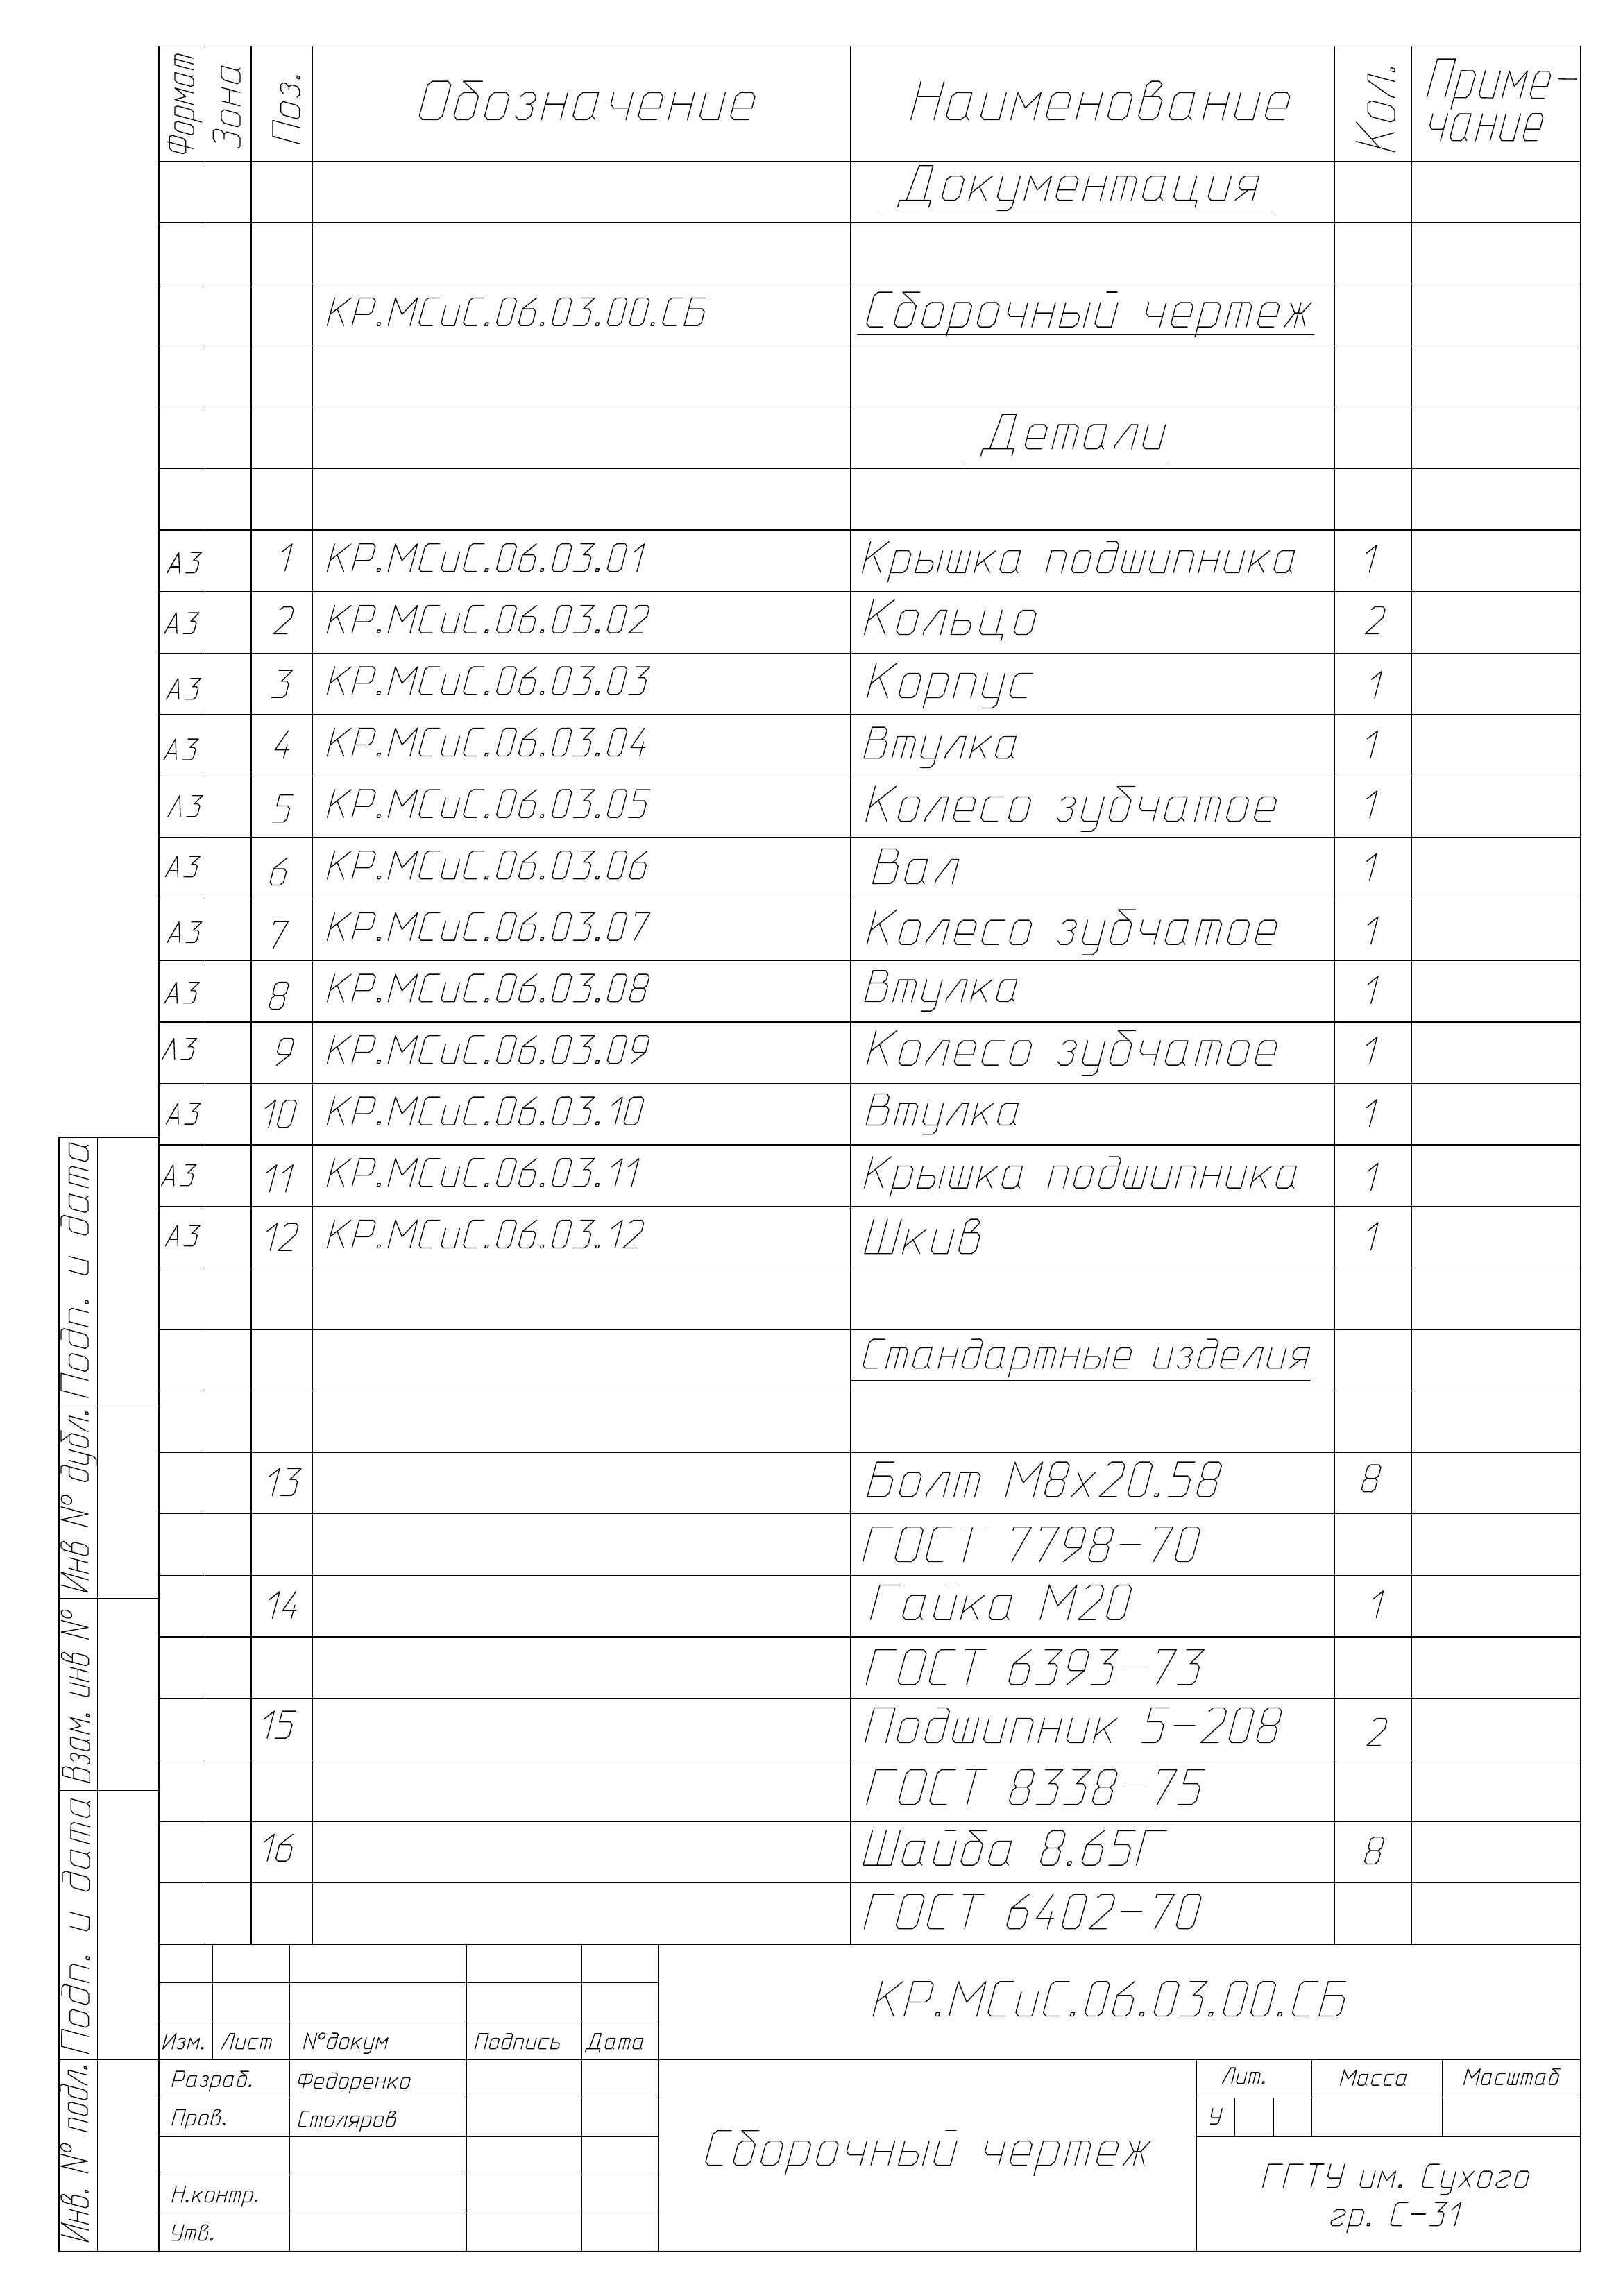 Формат Зона Поз. Обозначение Наименование Кол. Приме-
чание
Документация
КР.МСиС.06.03.00.СБ Сборочный чертеж
Детали
А3 1 КР.МСиС.06.03.01 Крышка подшипника 1
А3 2 КР.МСиС.06.03.02 Кольцо 2
А3 3 КР.МСиС.06.03.03 Корпус 1
А3 4 КР.МСиС.06.03.04 Втулка 1
А3 5 КР.МСиС.06.03.05 Колесо зубчатое 1
А3 6 КР.МСиС.06.03.06 Вал 1
А3 7 КР.МСиС.06.03.07 Колесо зубчатое 1
А3 8 КР.МСиС.06.03.08 Втулка 1
А3 9 КР.МСиС.06.03.09 Колесо зубчатое 1
А3 10 КР.МСиС.06.03.10 Втулка 1
А3 11 КР.МСиС.06.03.11 Крышка подшипника 1
А3 12 КР.МСиС.06.03.12 Шкив 1
Стандартные изделия
13 Болт М8х20.58 8
ГОСТ 7798-70
14 Гайка М20 1
ГОСТ 6393-73
15 Подшипник 5-208 2
ГОСТ 8338-75
16 Шайба 8.65Г 8
ГОСТ 6402-70
Подп. и дата
Инв № дубл.
Взам. инв №
Подп. и дата
Инв. № подл.
КР.МСиС.06.03.00.СБ
Изм. Лист №докум Подпись Дата
Разраб. Федоренко
Пров. Столяров
Н.контр.
Утв.
Сборочный чертеж
Лит. Масса Масштаб
У
ГГТУ им. Сухого
гр. С-31